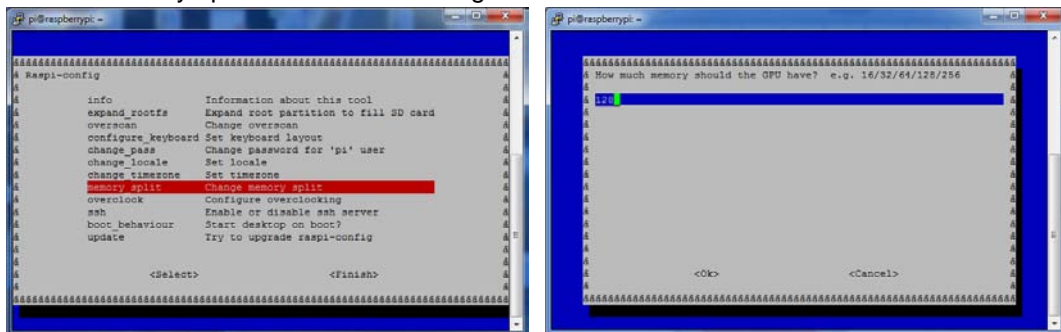 pi@raspberrypi: ~
Raspi-config
info Information about this tool
expand_rootfs Expand root partition to fill SD card
overscan Change overscan
configure_keyboard Set keyboard layout
change_pass Change password for 'pi' user
change_locale Set locale
change_timezone Set timezone
memory_split Change memory split
overclock Configure overclocking
ssh Enable or disable ssh server
boot_behaviour Start desktop on boot?
update Try to upgrade raspi-config
<Select> <Finish>
pi@raspberrypi: ~
How much memory should the GPU have? e.g. 16/32/64/128/256
128
<Ok> <Cancel>